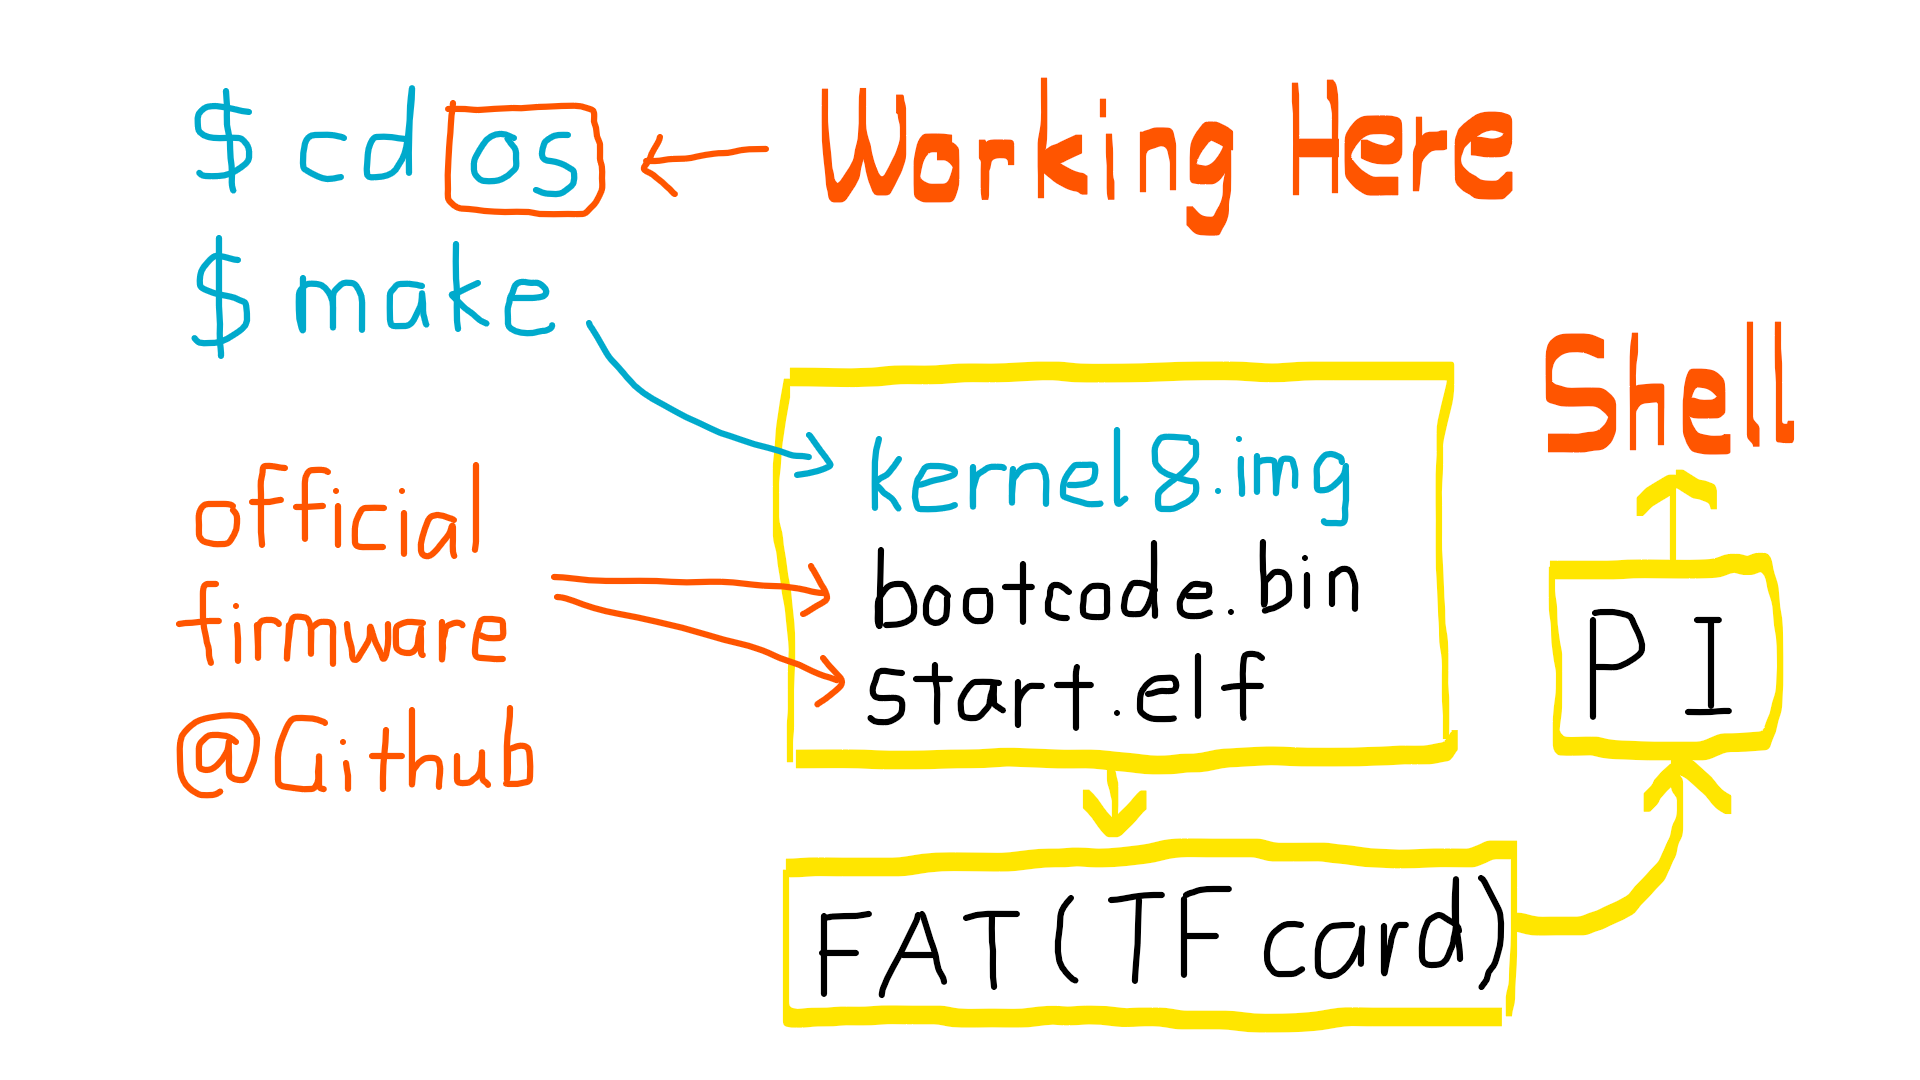 $ cd os
Working Here
$ make
official
firmware
@Github
kernel8.img
bootcode.bin
start.elf
FAT(TF card)
PI
Shell